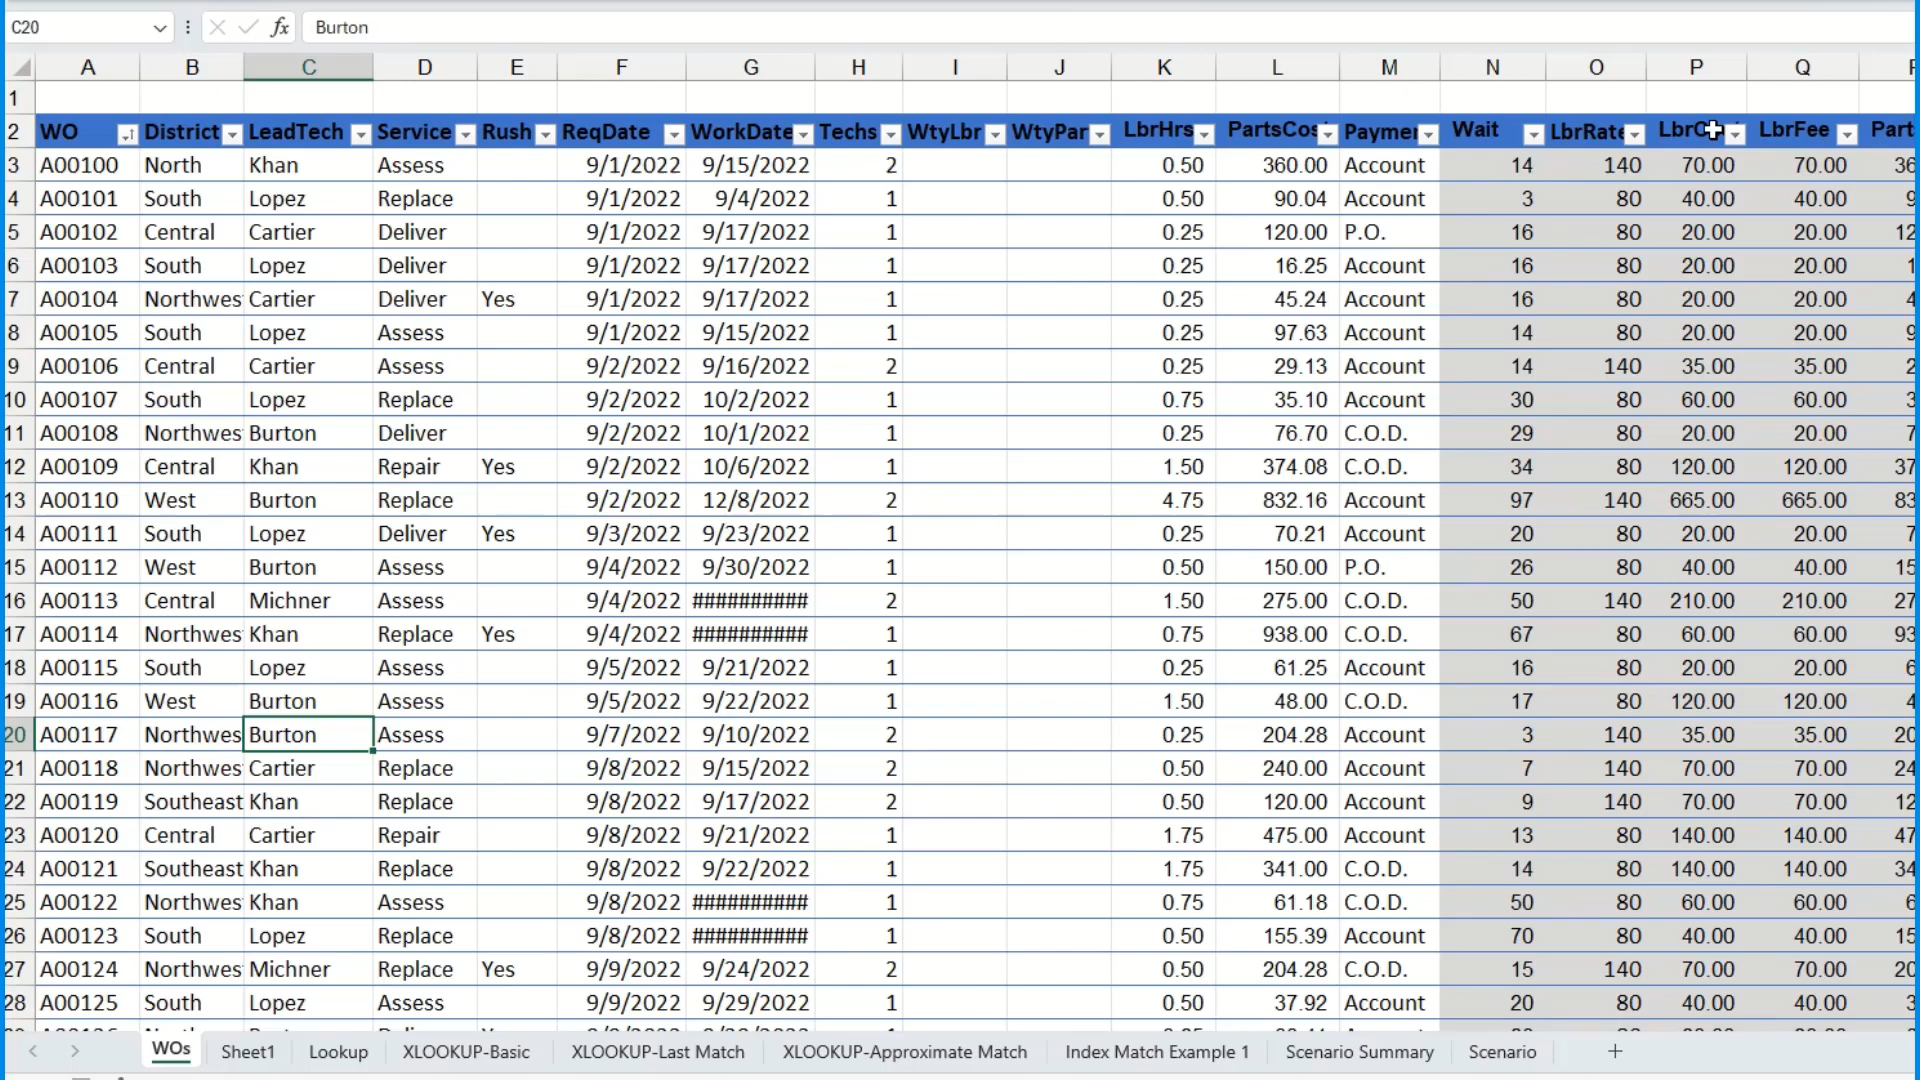 C20 fx Burton
A B C D E F G H I J K L M N O P Q
1
2 WO District LeadTech Service Rush ReqDate WorkDate Techs WtyLbr WtyPar LbrHrs PartsCos Paymer Wait LbrRate LbrFee Part
3 A00100 North Khan Assess 9/1/2022 9/15/2022 2 0.50 360.00 Account 14 140 70.00 70.00 36
4 A00101 South Lopez Replace 9/1/2022 9/4/2022 1 0.50 90.04 Account 3 80 40.00 40.00 9
5 A00102 Central Cartier Deliver 9/1/2022 9/17/2022 1 0.25 120.00 P.O. 16 80 20.00 20.00 12
6 A00103 South Lopez Deliver 9/1/2022 9/17/2022 1 0.25 16.25 Account 16 80 20.00 20.00 1
7 A00104 Northwes Cartier Deliver Yes 9/1/2022 9/17/2022 1 0.25 45.24 Account 16 80 20.00 20.00 4
8 A00105 South Lopez Assess 9/1/2022 9/15/2022 1 0.25 97.63 Account 14 80 20.00 20.00 9
9 A00106 Central Cartier Assess 9/2/2022 9/16/2022 2 0.25 29.13 Account 14 140 35.00 35.00 2
10 A00107 South Lopez Replace 9/2/2022 10/2/2022 1 0.75 35.10 Account 30 80 60.00 60.00 3
11 A00108 Northwes Burton Deliver 9/2/2022 10/1/2022 1 0.25 76.70 C.O.D. 29 80 20.00 20.00 7
12 A00109 Central Khan Repair Yes 9/2/2022 10/6/2022 1 1.50 374.08 C.O.D. 34 80 120.00 120.00 37
13 A00110 West Burton Replace 9/2/2022 12/8/2022 2 4.75 832.16 Account 97 140 665.00 665.00 83
14 A00111 South Lopez Deliver Yes 9/3/2022 9/23/2022 1 0.25 70.21 Account 20 80 20.00 20.00 7
15 A00112 West Burton Assess 9/4/2022 9/30/2022 1 0.50 150.00 P.O. 26 80 40.00 40.00 15
16 A00113 Central Michner Assess 9/4/2022 ########## 2 1.50 275.00 C.O.D. 50 140 210.00 210.00 27
17 A00114 Northwes Khan Replace Yes 9/4/2022 ########## 1 0.75 938.00 C.O.D. 67 80 60.00 60.00 93
18 A00115 South Lopez Assess 9/5/2022 9/21/2022 1 0.25 61.25 Account 16 80 20.00 20.00 6
19 A00116 West Burton Assess 9/5/2022 9/22/2022 1 1.50 48.00 C.O.D. 17 80 120.00 120.00 4
20 A00117 Northwes Burton Assess 9/7/2022 9/10/2022 2 0.25 204.28 Account 3 140 35.00 35.00 20
21 A00118 Northwes Cartier Replace 9/8/2022 9/15/2022 2 0.50 240.00 Account 7 140 70.00 70.00 24
22 A00119 Southeast Khan Replace 9/8/2022 9/17/2022 2 0.50 120.00 Account 9 140 70.00 70.00 12
23 A00120 Central Cartier Repair 9/8/2022 9/21/2022 1 1.75 475.00 Account 13 80 140.00 140.00 47
24 A00121 Southeast Khan Replace 9/8/2022 9/22/2022 1 1.75 341.00 C.O.D. 14 80 140.00 140.00 34
25 A00122 Northwes Khan Assess 9/8/2022 ########## 1 0.75 61.18 C.O.D. 50 80 60.00 60.00 6
26 A00123 South Lopez Replace 9/8/2022 ########## 1 0.50 155.39 Account 70 80 40.00 40.00 15
27 A00124 Northwes Michner Replace Yes 9/9/2022 9/24/2022 2 0.50 204.28 C.O.D. 15 140 70.00 70.00 20
28 A00125 South Lopez Assess 9/9/2022 9/29/2022 1 0.50 37.92 Account 20 80 40.00 40.00 3
WOs Sheet1 Lookup XLOOKUP-Basic XLOOKUP-Last Match XLOOKUP-Approximate Match Index Match Example 1 Scenario Summary Scenario +